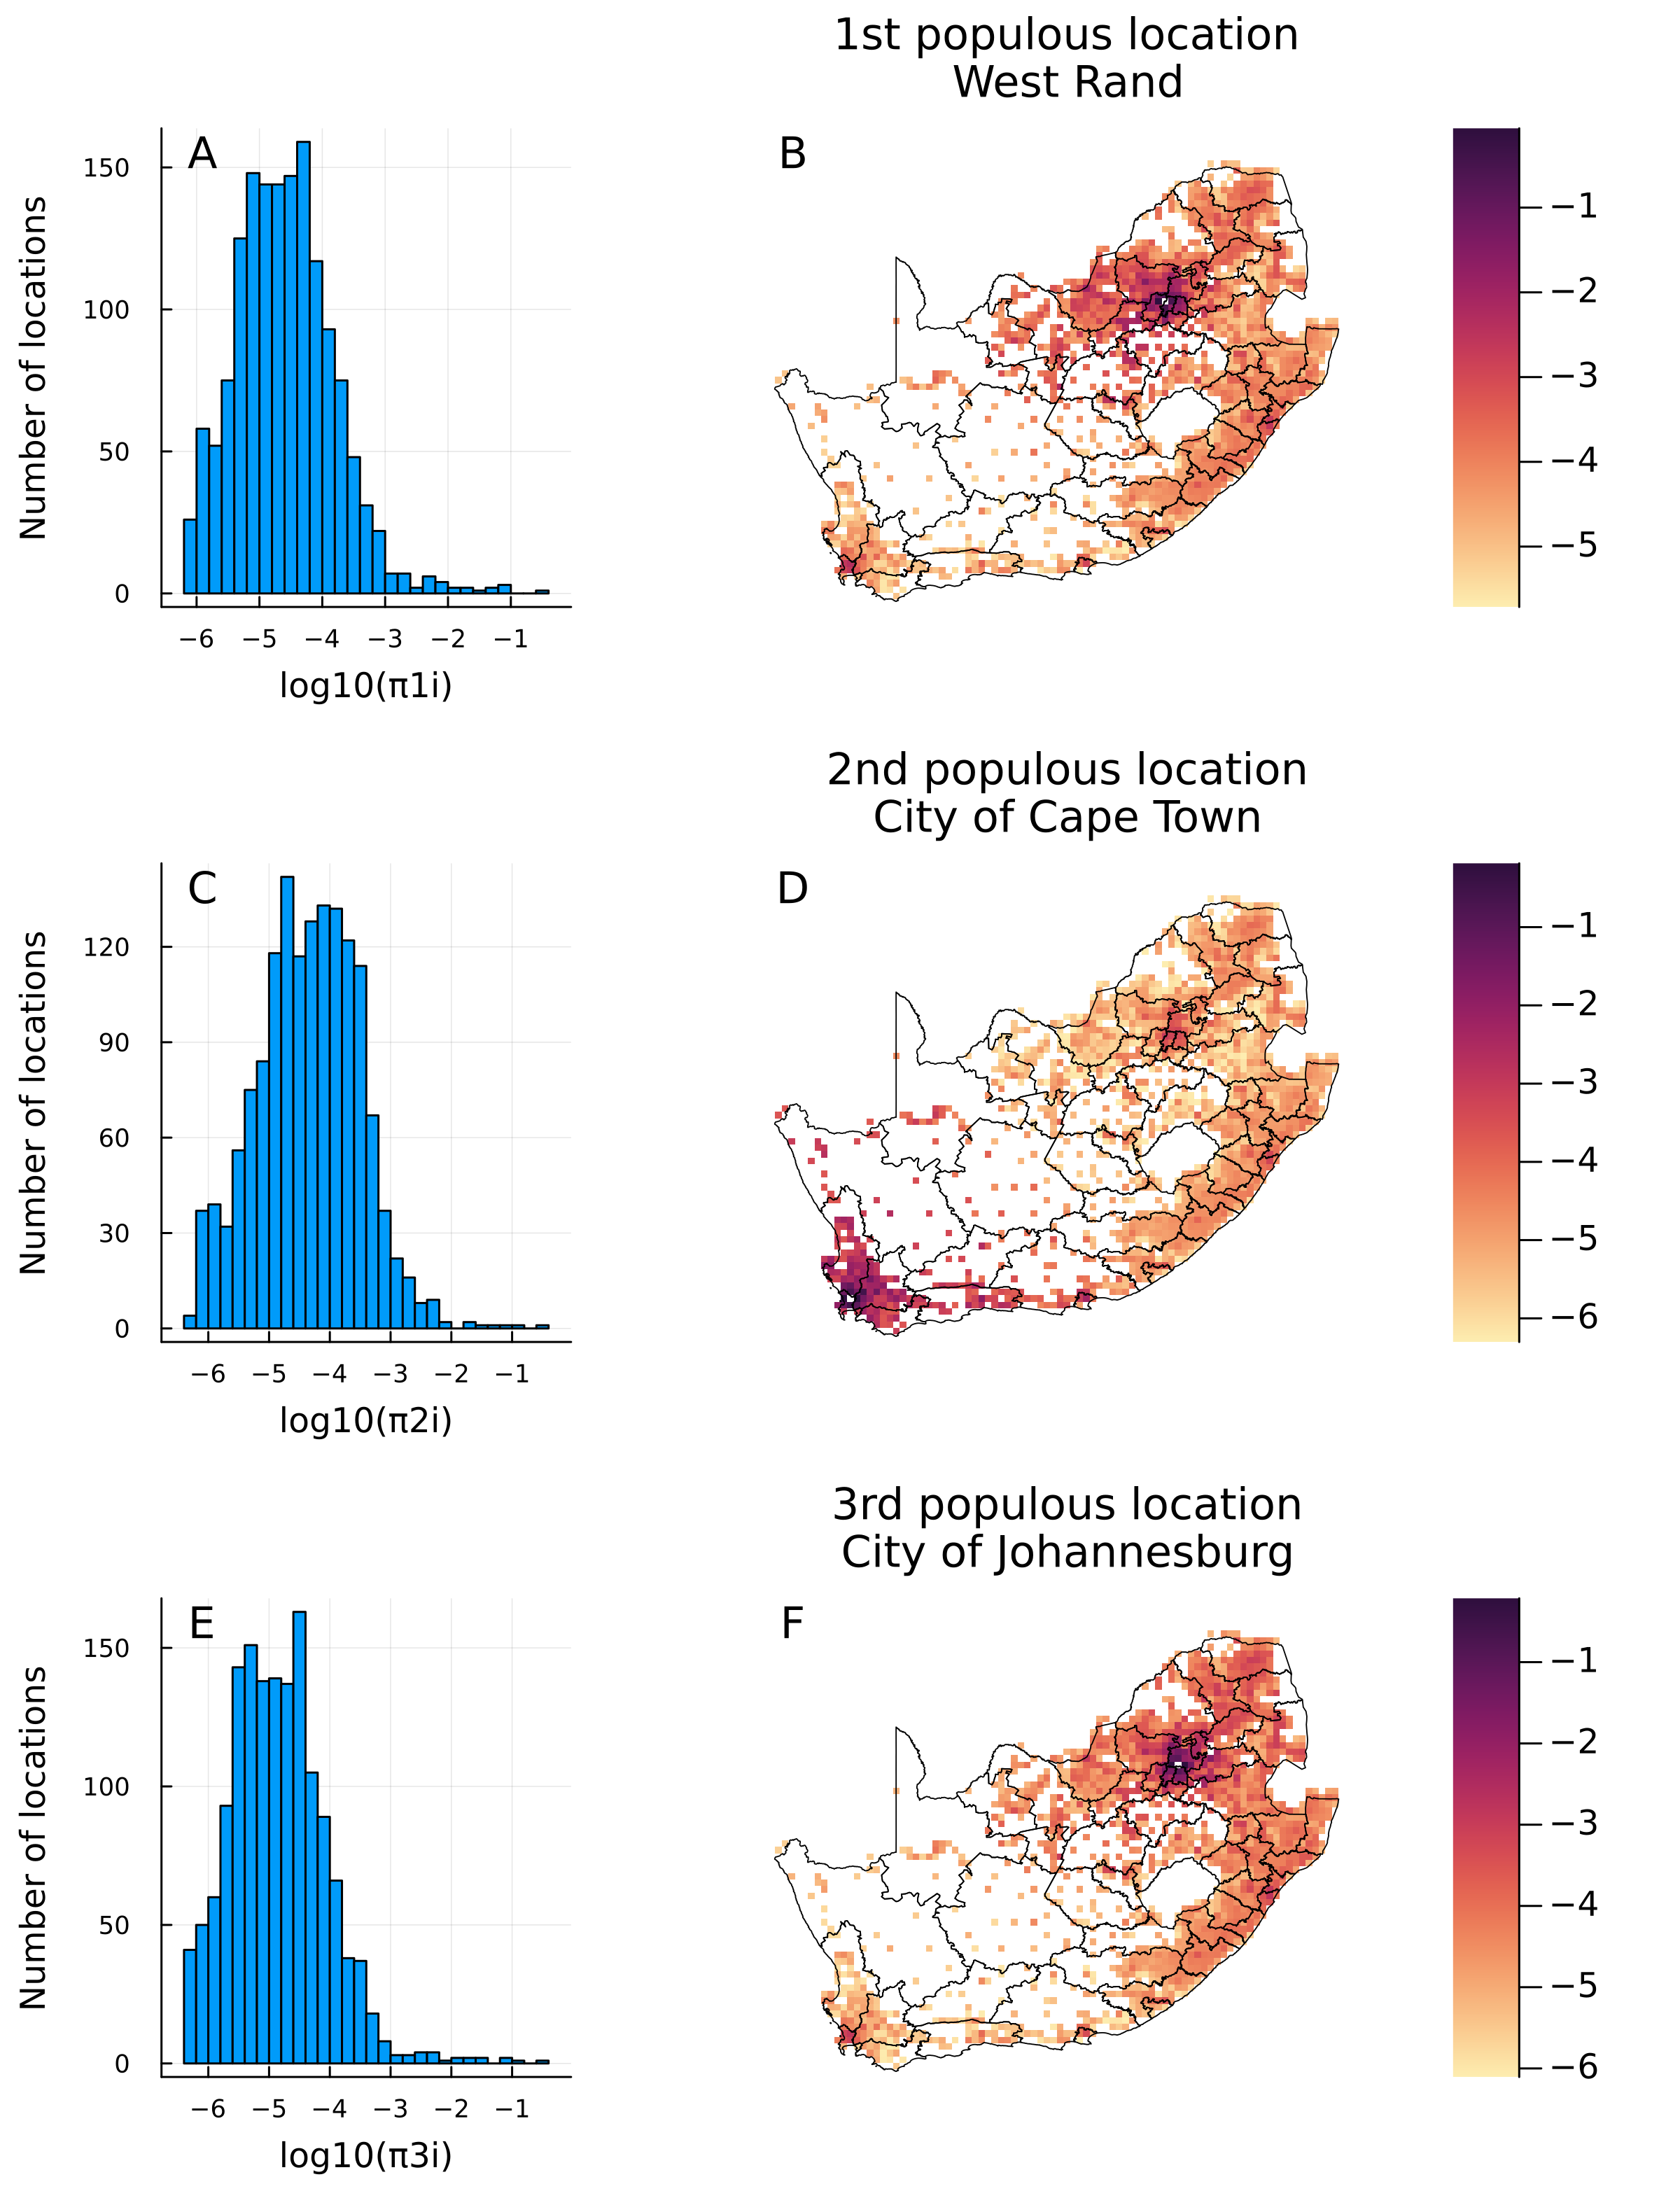 1st populous location
West Rand
A
Number of locations
150
100
50
0
−6 −5 −4 −3 −2 −1
log10(π1i)
B
−1
−2
−3
−4
−5
2nd populous location
City of Cape Town
C
Number of locations
120
90
60
30
0
−6 −5 −4 −3 −2 −1
log10(π2i)
D
−1
−2
−3
−4
−5
−6
3rd populous location
City of Johannesburg
E
Number of locations
150
100
50
0
−6 −5 −4 −3 −2 −1
log10(π3i)
F
−1
−2
−3
−4
−5
−6